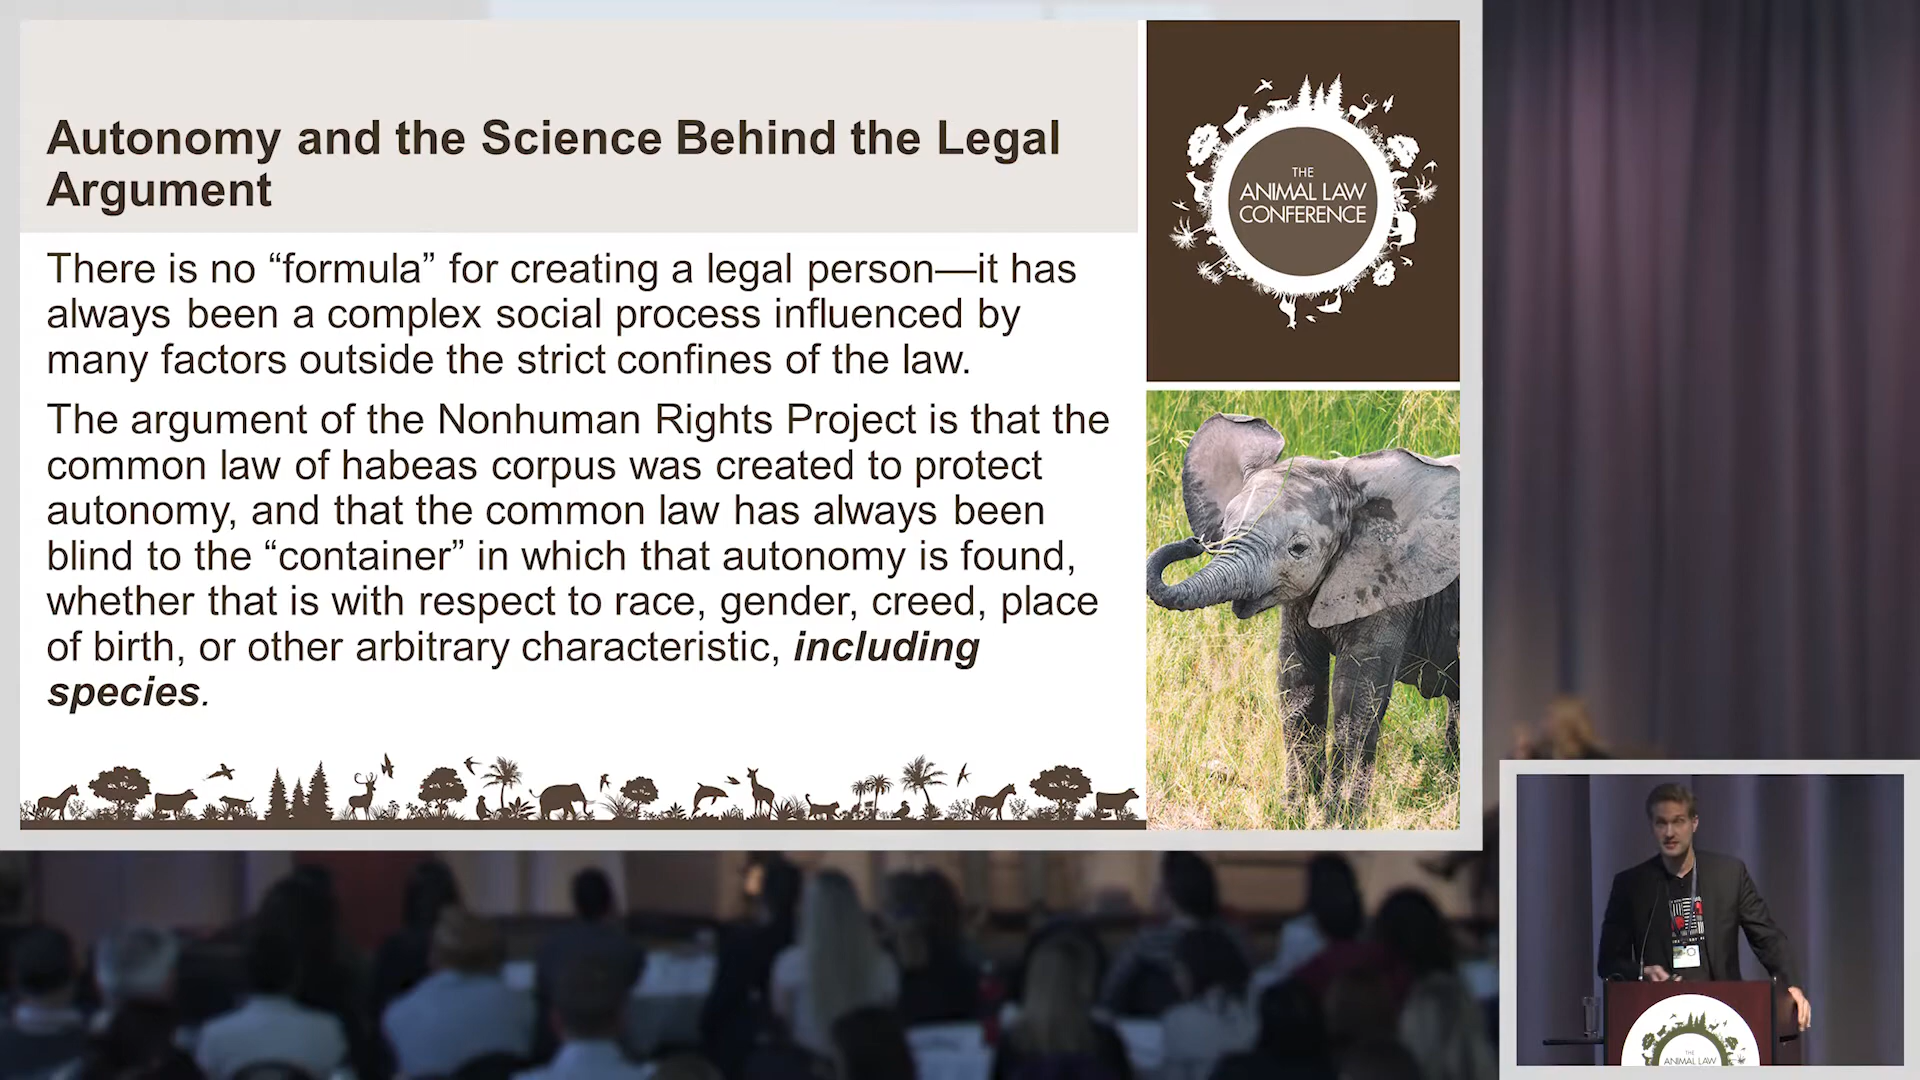 Autonomy and the Science Behind the Legal
Argument
There is no “formula” for creating a legal person—it has
always been a complex social process influenced by
many factors outside the strict confines of the law.
The argument of the Nonhuman Rights Project is that the
common law of habeas corpus was created to protect
autonomy, and that the common law has always been
blind to the “container” in which that autonomy is found,
whether that is with respect to race, gender, creed, place
of birth, or other arbitrary characteristic, including
species.
THE
ANIMAL LAW
CONFERENCE
THE
ANIMAL LAW